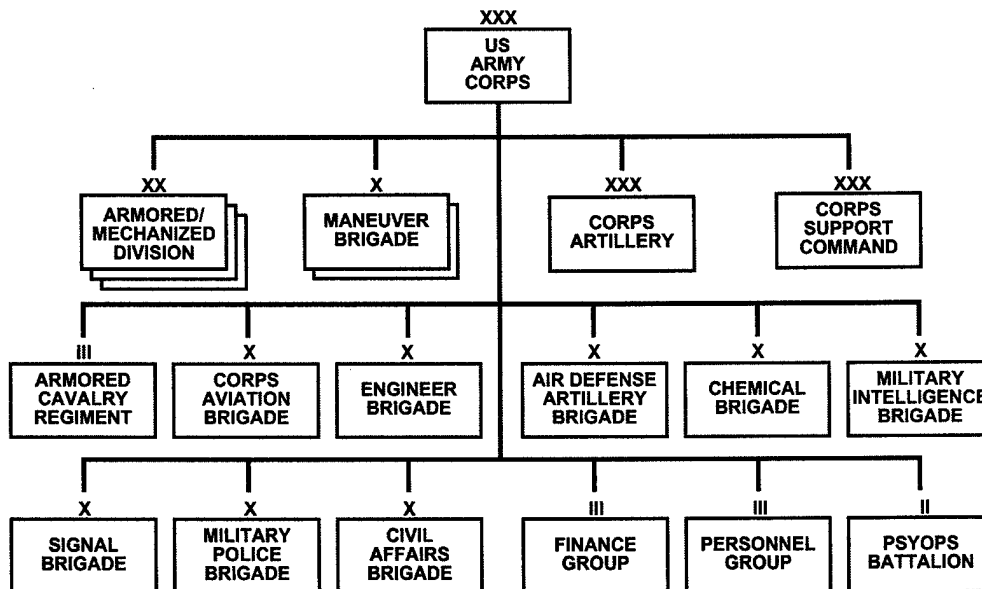 XXX
US
ARMY
CORPS
XX
ARMORED/
MECHANIZED
DIVISION
X
MANEUVER
BRIGADE
XXX
CORPS
ARTILLERY
XXX
CORPS
SUPPORT
COMMAND
III
ARMORED
CAVALRY
REGIMENT
X
CORPS
AVIATION
BRIGADE
X
ENGINEER
BRIGADE
X
AIR DEFENSE
ARTILLERY
BRIGADE
X
CHEMICAL
BRIGADE
X
MILITARY
INTELLIGENCE
BRIGADE
X
SIGNAL
BRIGADE
X
MILITARY
POLICE
BRIGADE
X
CIVIL
AFFAIRS
BRIGADE
III
FINANCE
GROUP
III
PERSONNEL
GROUP
II
PSYOPS
BATTALION